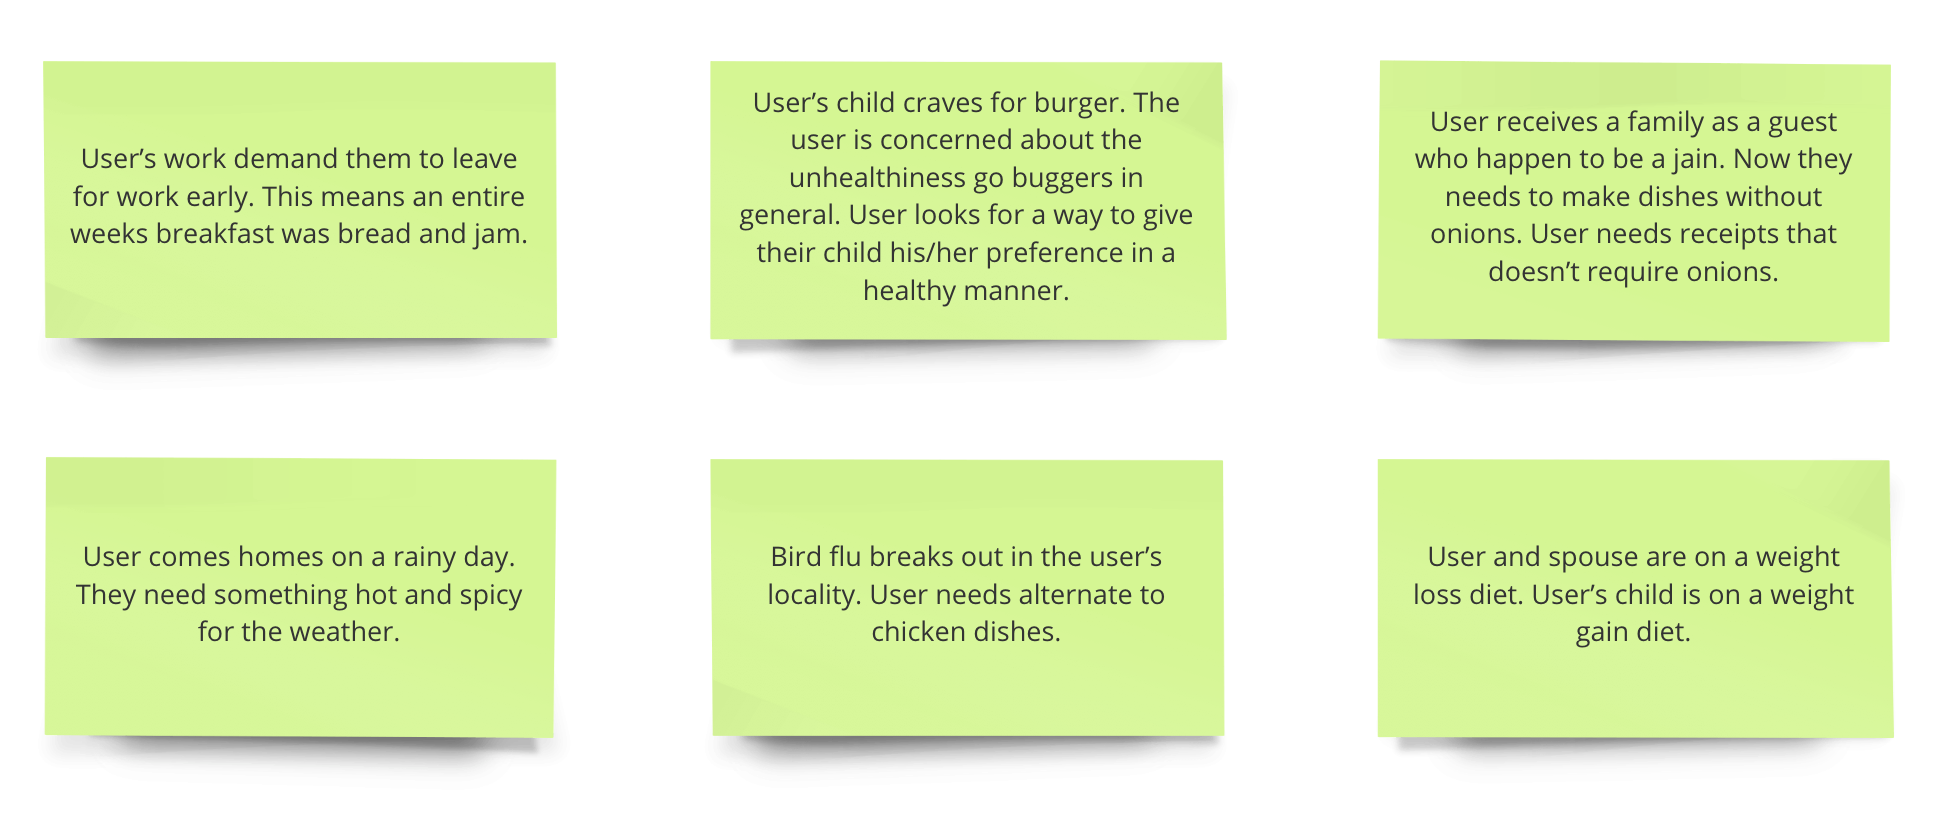 User’s work demand them to leave
for work early. This means an entire
weeks breakfast was bread and jam.
User’s child craves for burger. The
user is concerned about the
unhealthiness go buggers in
general. User looks for a way to give
their child his/her preference in a
healthy manner.
User receives a family as a guest
who happen to be a jain. Now they
needs to make dishes without
onions. User needs receipts that
doesn’t require onions.
User comes homes on a rainy day.
They need something hot and spicy
for the weather.
Bird flu breaks out in the user’s
locality. User needs alternate to
chicken dishes.
User and spouse are on a weight
loss diet. User’s child is on a weight
gain diet.